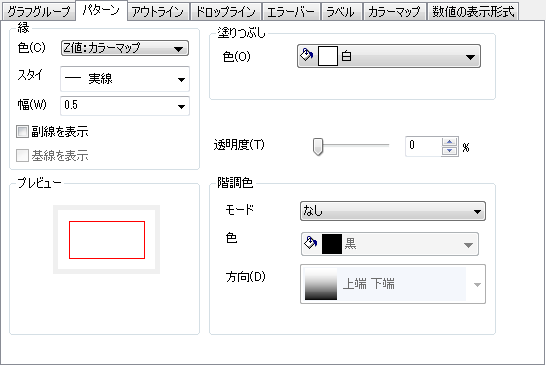 グラフグループ パターン アウトライン ドロップライン エラーバー ラベル カラーマップ 数値の表示形式
縁
色(C) Z値:カラーマップ
スタイ 実線
幅(W) 0.5
副線を表示
基線を表示
プレビュー
塗りつぶし
色(O) 白
透明度(T) 0 %
階調色
モード なし
色 黒
方向(D) 上端 下端